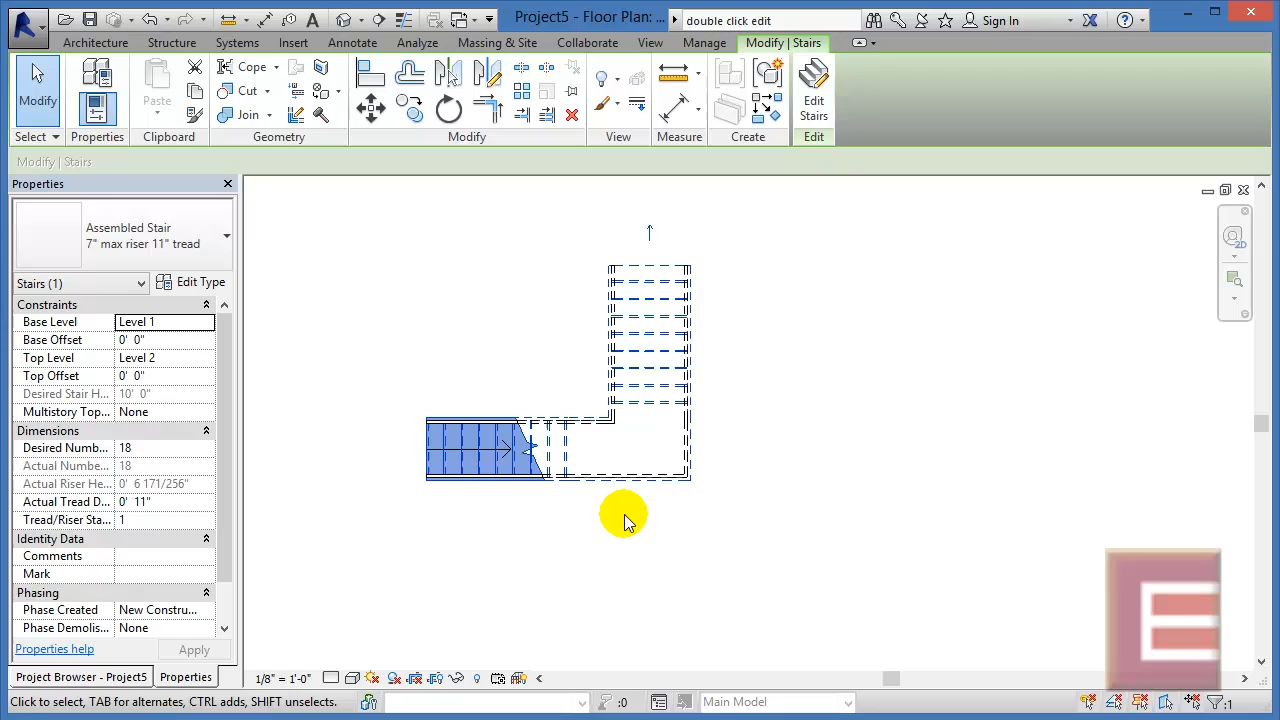 Project5 - Floor Plan: ...
double click edit
Sign In
Architecture Structure Systems Insert Annotate Analyze Massing & Site Collaborate View Manage Modify | Stairs
Modify
Properties
Paste
Cope
Cut
Join
Edit
Stairs
Select Properties Clipboard Geometry Modify View Measure Create Edit
Modify | Stairs
Properties
Assembled Stair
7" max riser 11" tread
Stairs (1)
Edit Type
Constraints
Base Level Level 1
Base Offset 0' 0"
Top Level Level 2
Top Offset 0' 0"
Desired Stair H... 10' 0"
Multistory Top... None
Dimensions
Desired Numbe... 18
Actual Numbe... 18
Actual Riser He... 0' 6 171/256"
Actual Tread D... 0' 11"
Tread/Riser Sta... 1
Identity Data
Comments
Mark
Phasing
Phase Created New Constru...
Phase Demolis... None
Properties help
Apply
Project Browser - Project5
Properties
1/8" = 1'-0"
Click to select, TAB for alternates, CTRL adds, SHIFT unselects.
:0
Main Model
:1
2D
E